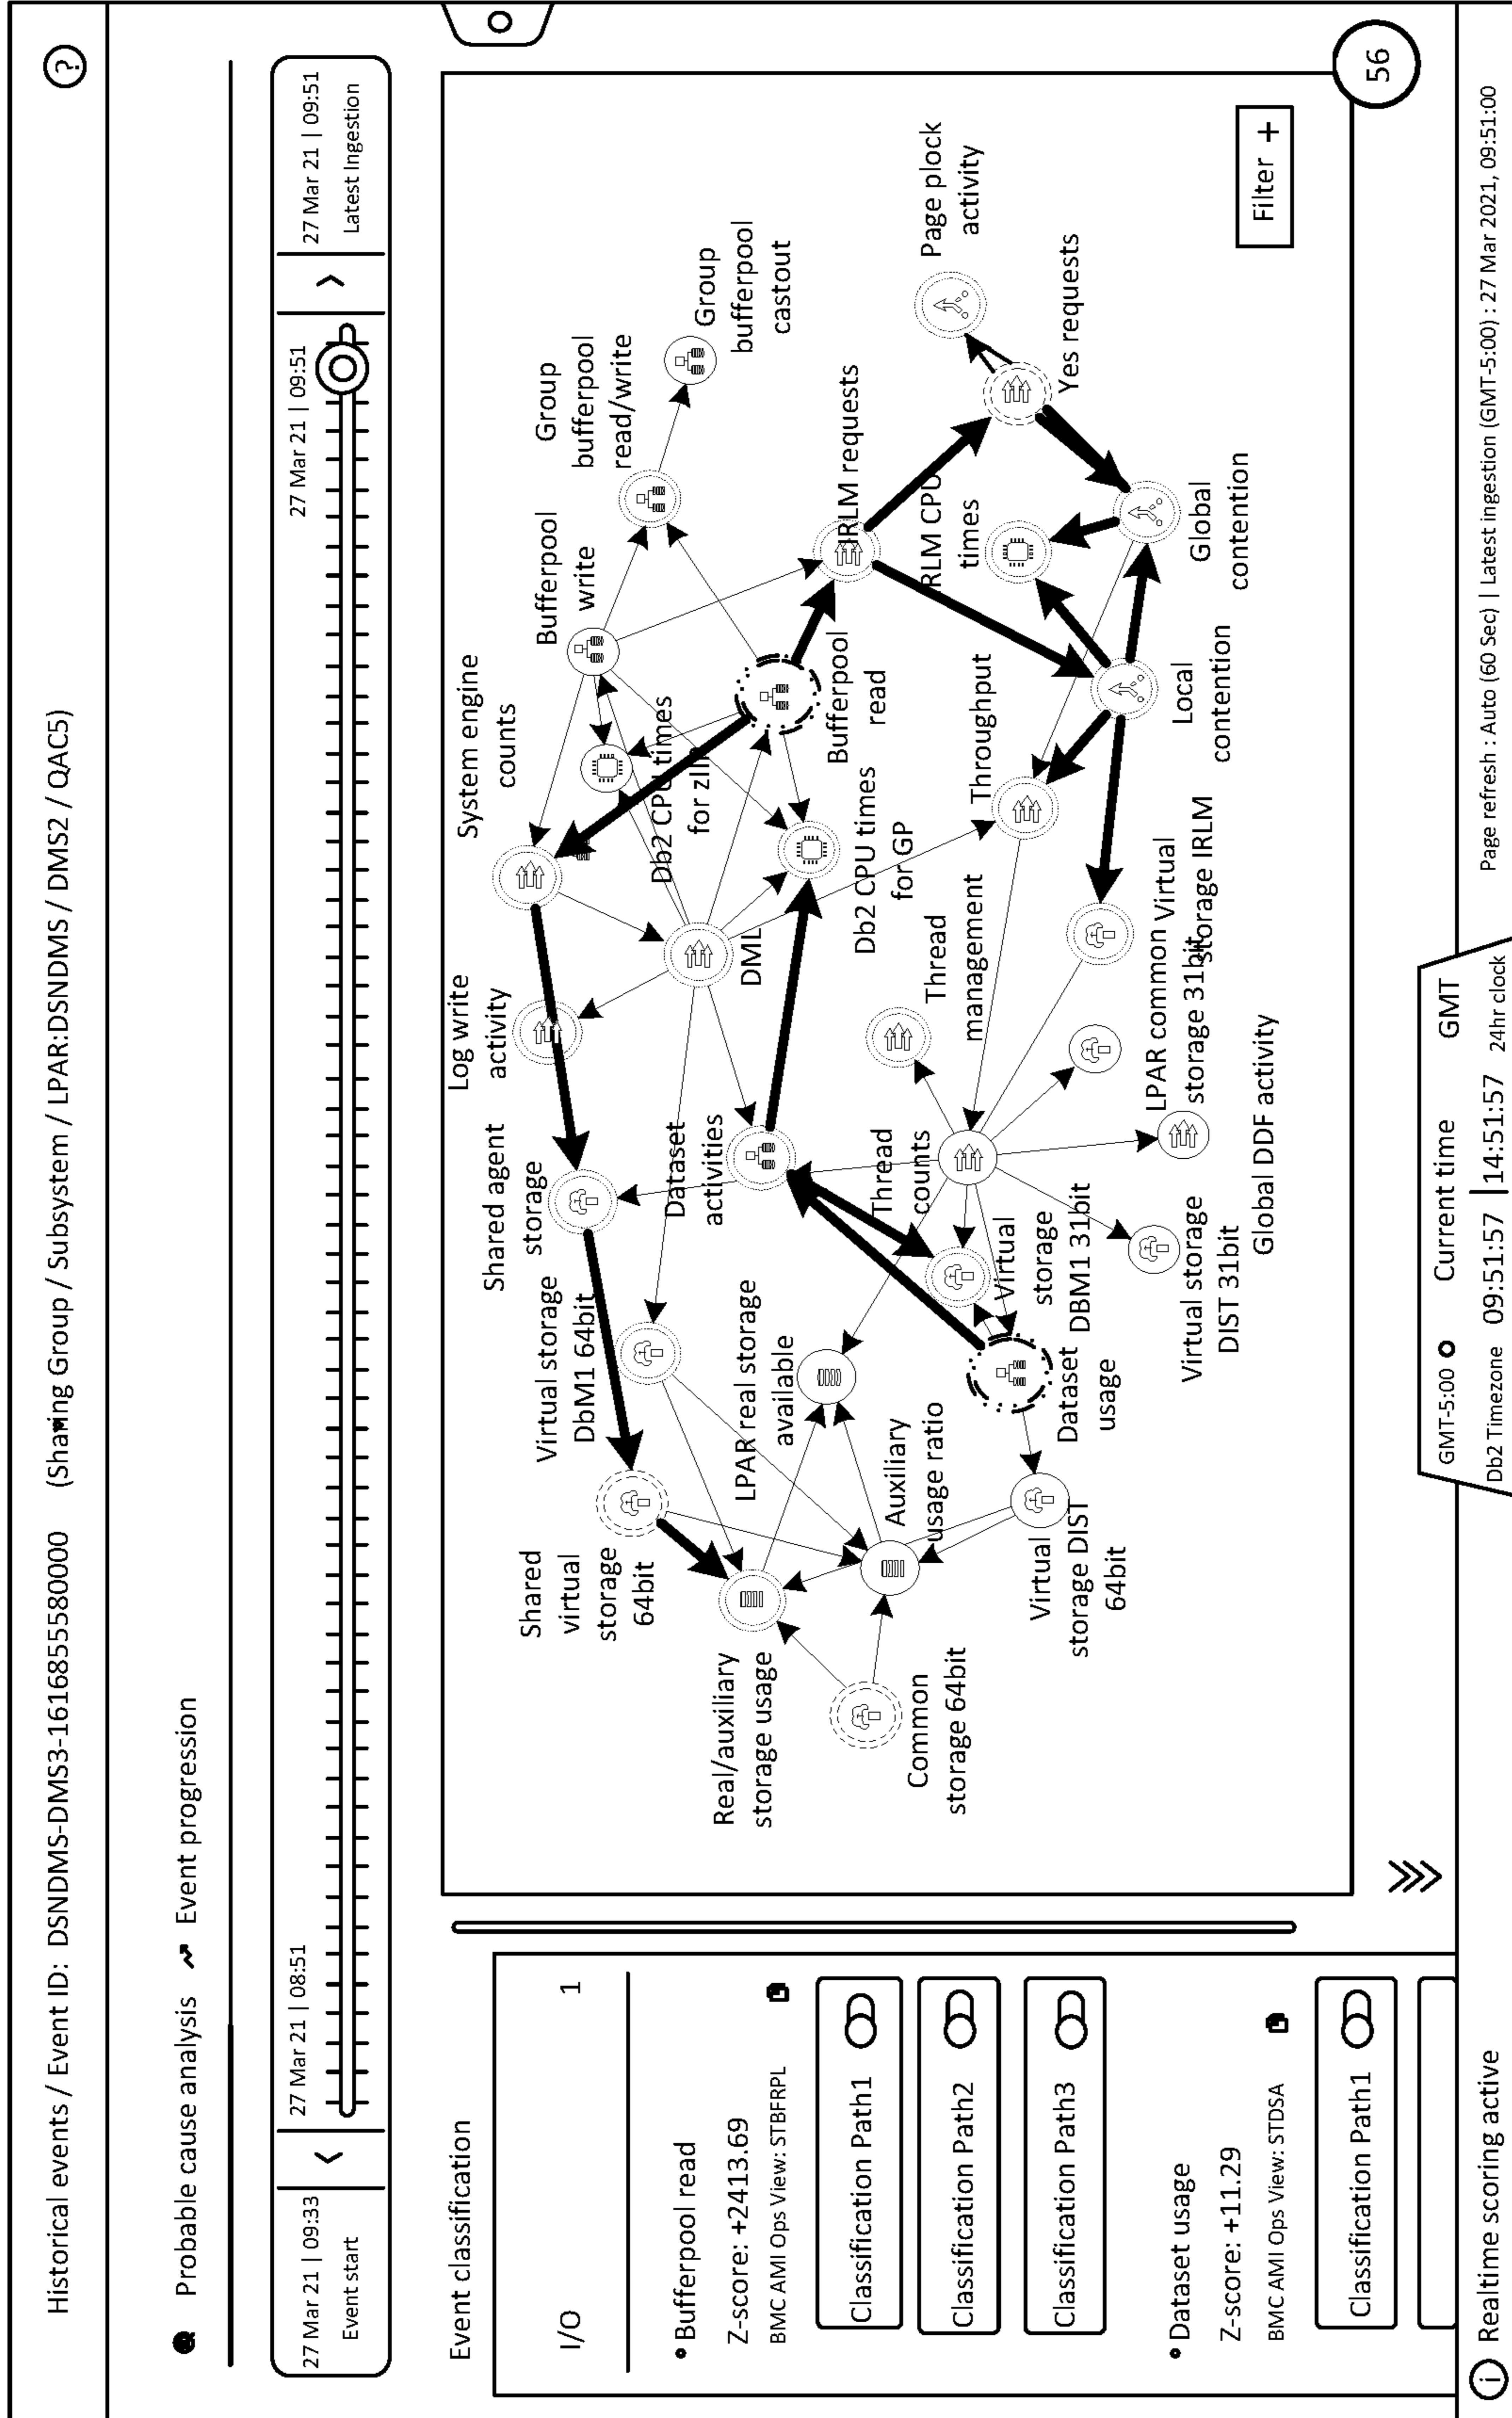 Historical events / Event ID: DSNDMS-DMS3-1616855580000 (Sharing Group / Subsystem / LPAR:DSNDMS / DMS2 / QAC5)
?
Probable cause analysis
Event progression
27 Mar 21 | 09:33
Event start
<
27 Mar 21 | 08:51
27 Mar 21 | 09:51
>
27 Mar 21 | 09:51
Latest Ingestion
Event classification
I/O 1
Bufferpool read
Z-score: +2413.69
BMC AMI Ops View: STBFRPL
Classification Path1
Classification Path2
Classification Path3
Dataset usage
Z-score: +11.29
BMC AMI Ops View: STDSA
Classification Path1
System engine
counts
Log write
activity
Shared agent
storage
Virtual storage
DbM1 64bit
Shared
virtual
storage
64bit
Bufferpool
write
Group
bufferpool
read/write
Group
bufferpool
castout
Db2 CPU times
for zIIP
DML
Dataset
activities
LPAR real storage
available
Real/auxiliary
storage usage
Bufferpool
read
Db2 CPU times
for GP
IRLM requests
Page plock
activity
Yes requests
IRLM CPU
times
Throughput
Thread
management
Thread
counts
Virtual
storage
DBM1 31bit
Auxiliary
usage ratio
Common
storage 64bit
Dataset
usage
Virtual
storage DIST
64bit
Global
contention
Local
contention
Virtual
storage IRLM
LPAR common
storage 31bit
Global DDF activity
Virtual storage
DIST 31bit
Filter +
56
GMT-5:00 Current time GMT
Db2 Timezone 09:51:57 | 14:51:57 24hr clock
i Realtime scoring active
Page refresh : Auto (60 Sec) | Latest ingestion (GMT-5:00) : 27 Mar 2021, 09:51:00